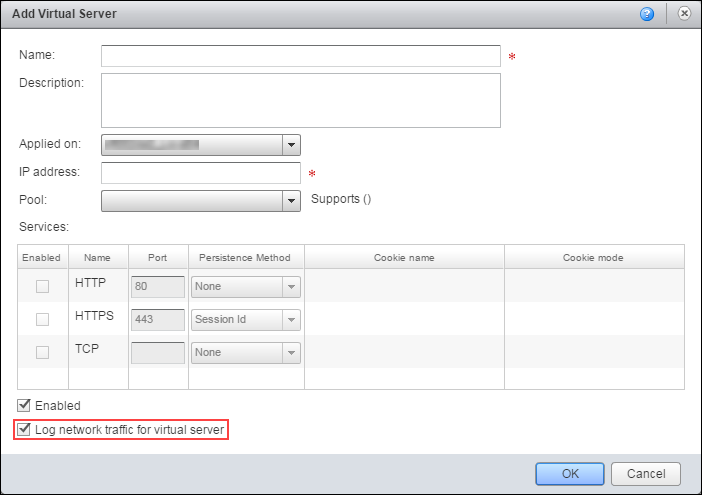 Add Virtual Server ?
Name: *
Description:
Applied on:
IP address: *
Pool: Supports ()
Services:
Enabled Name Port Persistence Method Cookie name Cookie mode
HTTP 80 None
HTTPS 443 Session Id
TCP None
Enabled
Log network traffic for virtual server
OK Cancel